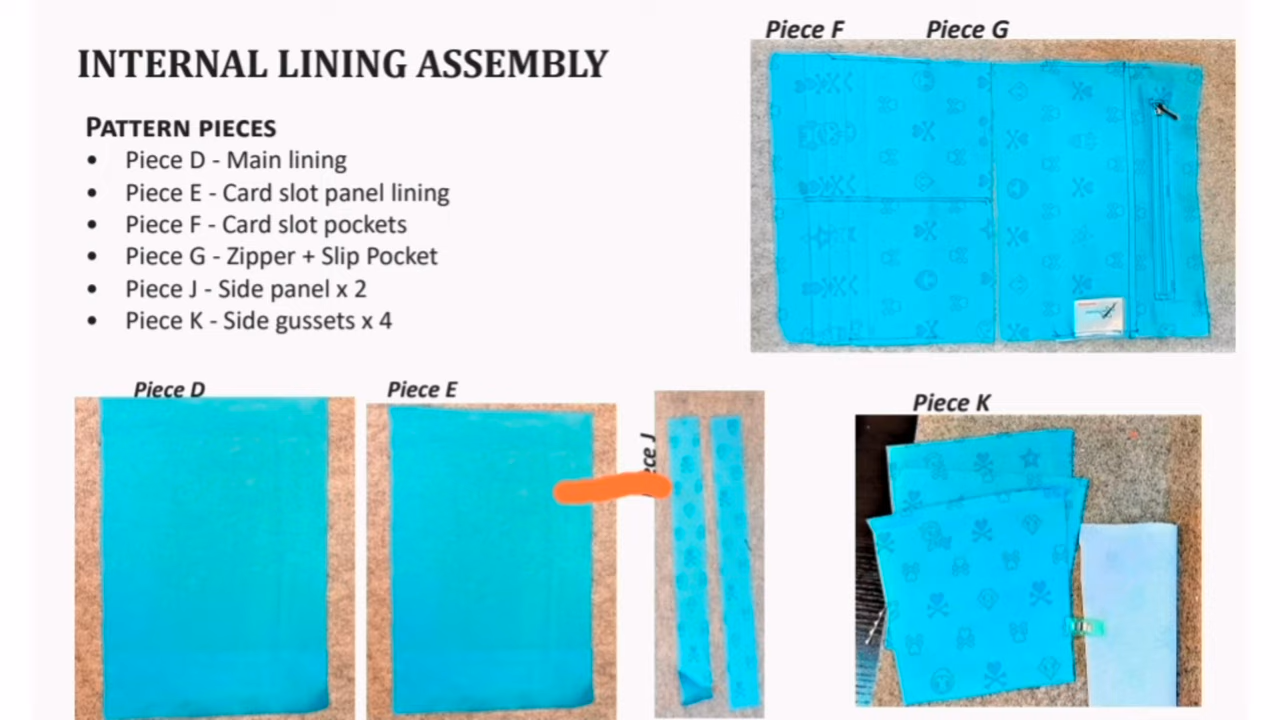 INTERNAL LINING ASSEMBLY
PATTERN PIECES
• Piece D - Main lining
• Piece E - Card slot panel lining
• Piece F - Card slot pockets
• Piece G - Zipper + Slip Pocket
• Piece J - Side panel x 2
• Piece K - Side gussets x 4
Piece F
Piece G
Piece D
Piece E
ece J
Piece K